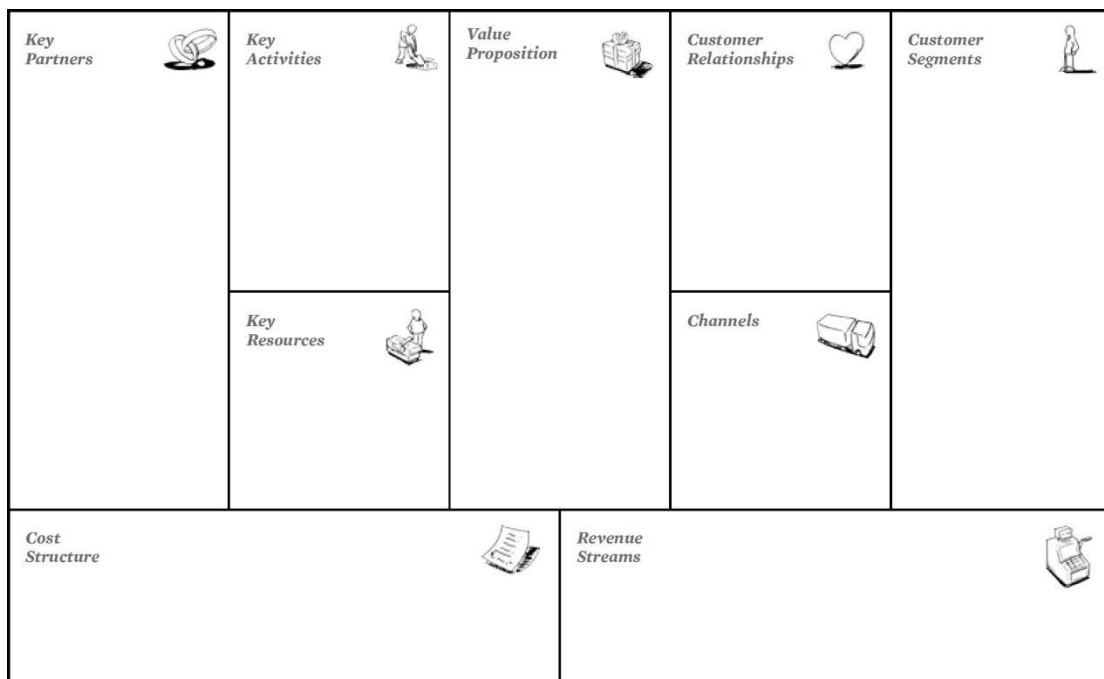 Key
Partners
Key
Activities
Value
Proposition
Customer
Relationships
Customer
Segments
Key
Resources
Channels
Cost
Structure
Revenue
Streams